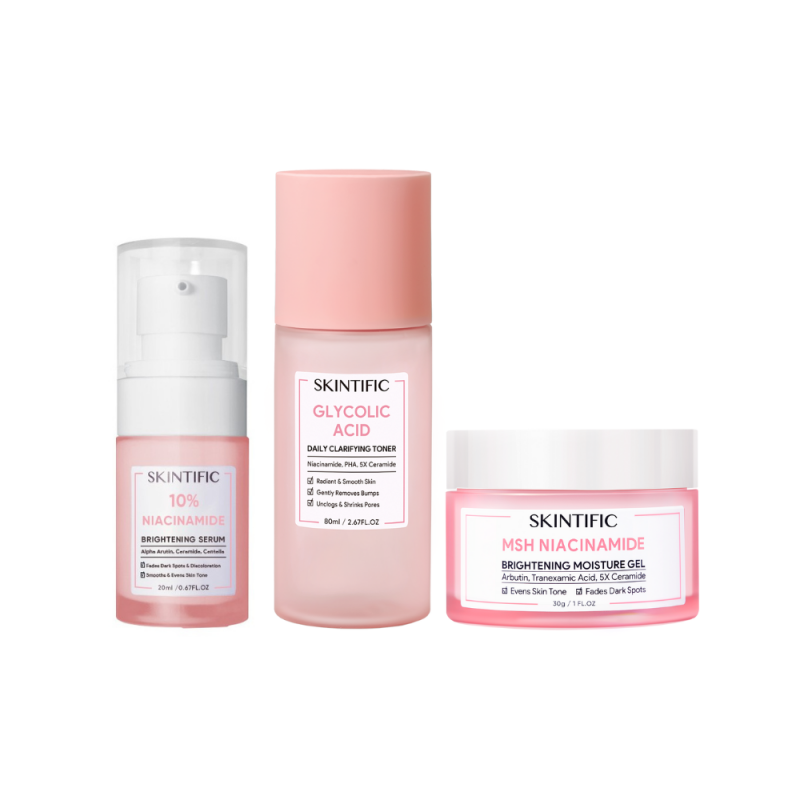 SKINTIFIC
10%
NIACINAMIDE
BRIGHTENING SERUM
Alpha Arutin, Ceramide, Centella
Fades Dark Spots & Discoloration
Smooths & Evens Skin Tone
20ml / 0.67FL.OZ
SKINTIFIC
GLYCOLIC
ACID
DAILY CLARIFYING TONER
Niacinamide, PHA, 5X Ceramide
Radiant & Smooth Skin
Gently Removes Bumps
Unclogs & Shrinks Pores
80ml / 2.67FL.OZ
SKINTIFIC
MSH NIACINAMIDE
BRIGHTENING MOISTURE GEL
Arbutin, Tranexamic Acid, 5X Ceramide
Evens Skin Tone Fades Dark Spots
30g / 1 FL.OZ